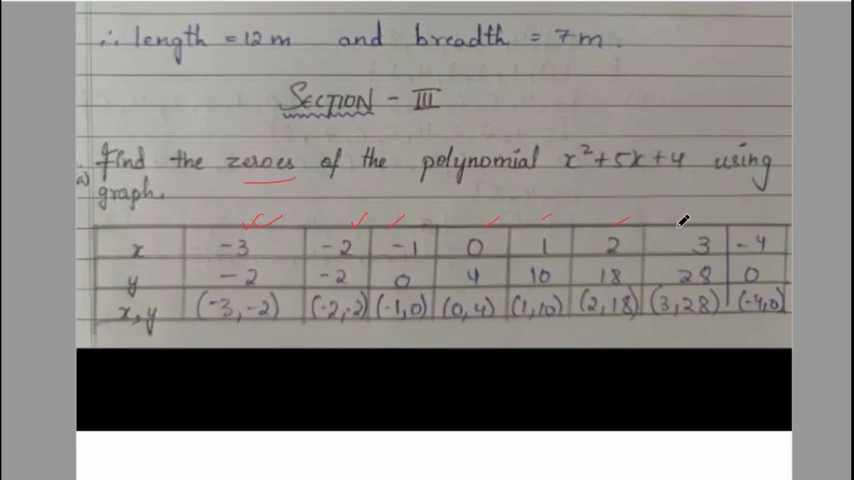 ∴ length = 12 m and breadth = 7 m.
SECTION - III
a) Find the zeroes of the polynomial x²+5x+4 using
graph.
x -3 -2 -1 0 1 2 3 -4
y -2 -2 0 4 10 18 28 0
x,y (-3,-2) (-2,-2) (-1,0) (0,4) (1,10) (2,18) (3,28) (-4,0)